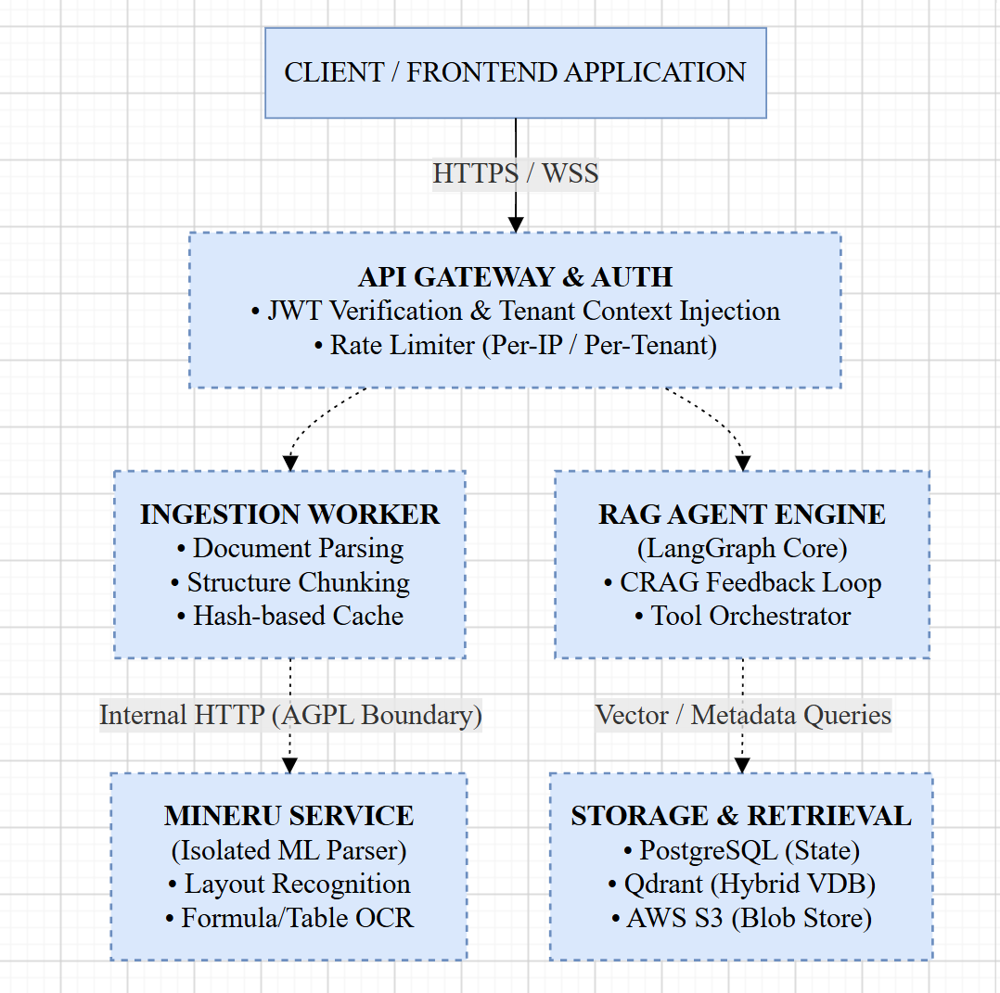 CLIENT / FRONTEND APPLICATION
HTTPS / WSS
API GATEWAY & AUTH
• JWT Verification & Tenant Context Injection
• Rate Limiter (Per-IP / Per-Tenant)
INGESTION WORKER
• Document Parsing
• Structure Chunking
• Hash-based Cache
RAG AGENT ENGINE
(LangGraph Core)
• CRAG Feedback Loop
• Tool Orchestrator
Internal HTTP (AGPL Boundary)
Vector / Metadata Queries
MINERU SERVICE
(Isolated ML Parser)
• Layout Recognition
• Formula/Table OCR
STORAGE & RETRIEVAL
• PostgreSQL (State)
• Qdrant (Hybrid VDB)
• AWS S3 (Blob Store)